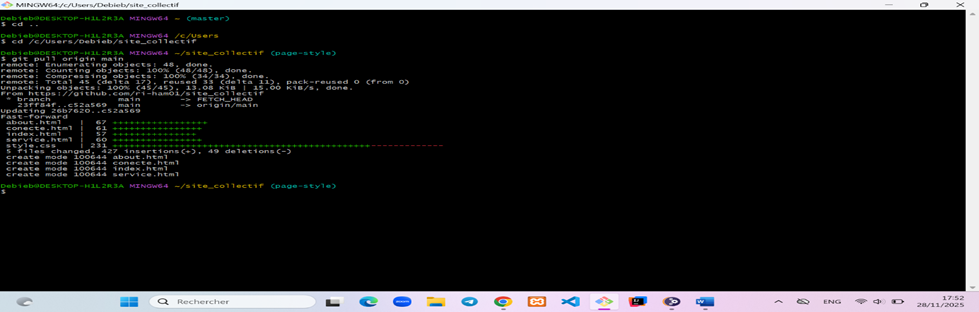 MINGW64:/c/Users/Debieb/site_collectif
Debieb@DESKTOP-H1L2R3A MINGW64 ~ (master)
$ cd ..
Debieb@DESKTOP-H1L2R3A MINGW64 /c/Users
$ cd /c/Users/Debieb/site_collectif
Debieb@DESKTOP-H1L2R3A MINGW64 ~/site_collectif (page-style)
$ git pull origin main
remote: Enumerating objects: 48, done.
remote: Counting objects: 100% (48/48), done.
remote: Compressing objects: 100% (34/34), done.
remote: Total 45 (delta 17), reused 33 (delta 11), pack-reused 0 (from 0)
Unpacking objects: 100% (45/45), 13.08 KiB | 15.00 KiB/s, done.
From https://github.com/ri-ham01/site_collectif
 * branch            main       -> FETCH_HEAD
   23ff84f..c52a569  main       -> origin/main
Updating 26b7620..c52a569
Fast-forward
 about.html   |  67 +++++++++++++++++
 conecte.html |  61 ++++++++++++++++
 index.html   |  57 +++++++++++++++
 service.html |  60 ++++++++++++++++
 style.css    | 231 ++++++++++++++++++++++++++++++++++++++++++++++-------------
 5 files changed, 427 insertions(+), 49 deletions(-)
 create mode 100644 about.html
 create mode 100644 conecte.html
 create mode 100644 index.html
 create mode 100644 service.html
Debieb@DESKTOP-H1L2R3A MINGW64 ~/site_collectif (page-style)
$
Rechercher
ENG
17:52
28/11/2025